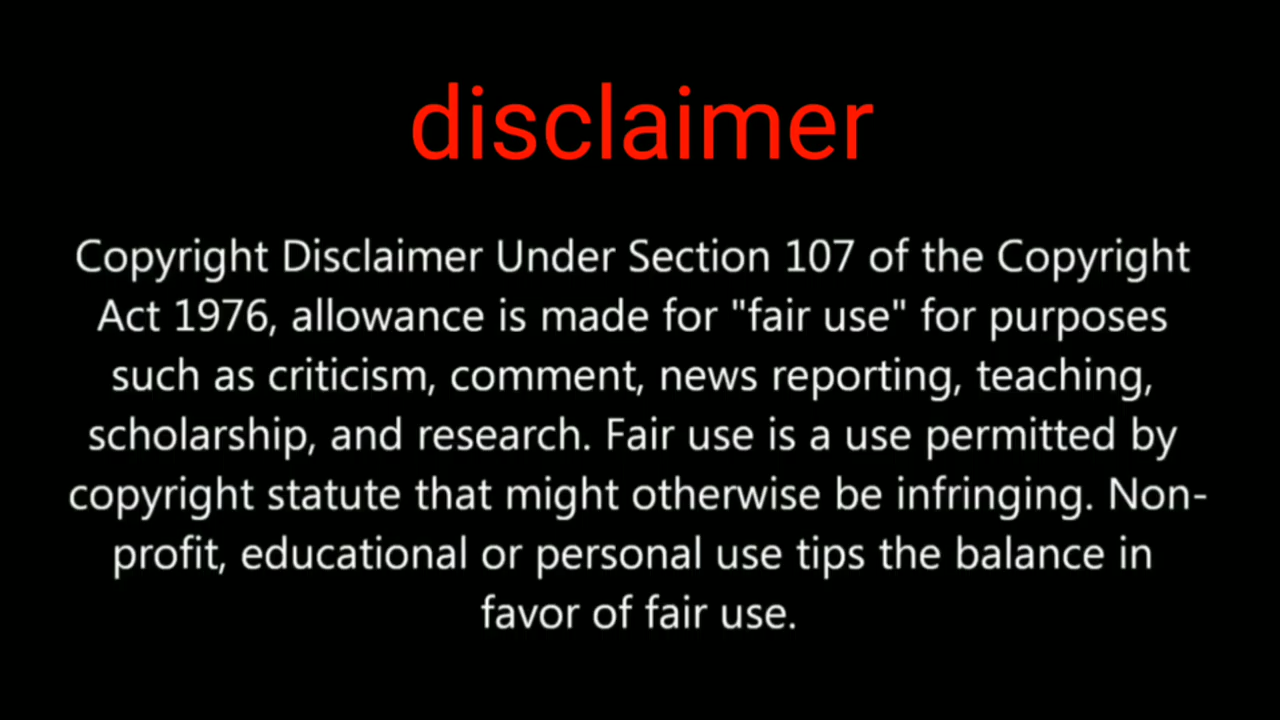 disclaimer
Copyright Disclaimer Under Section 107 of the Copyright
Act 1976, allowance is made for "fair use" for purposes
such as criticism, comment, news reporting, teaching,
scholarship, and research. Fair use is a use permitted by
copyright statute that might otherwise be infringing. Non-
profit, educational or personal use tips the balance in
favor of fair use.